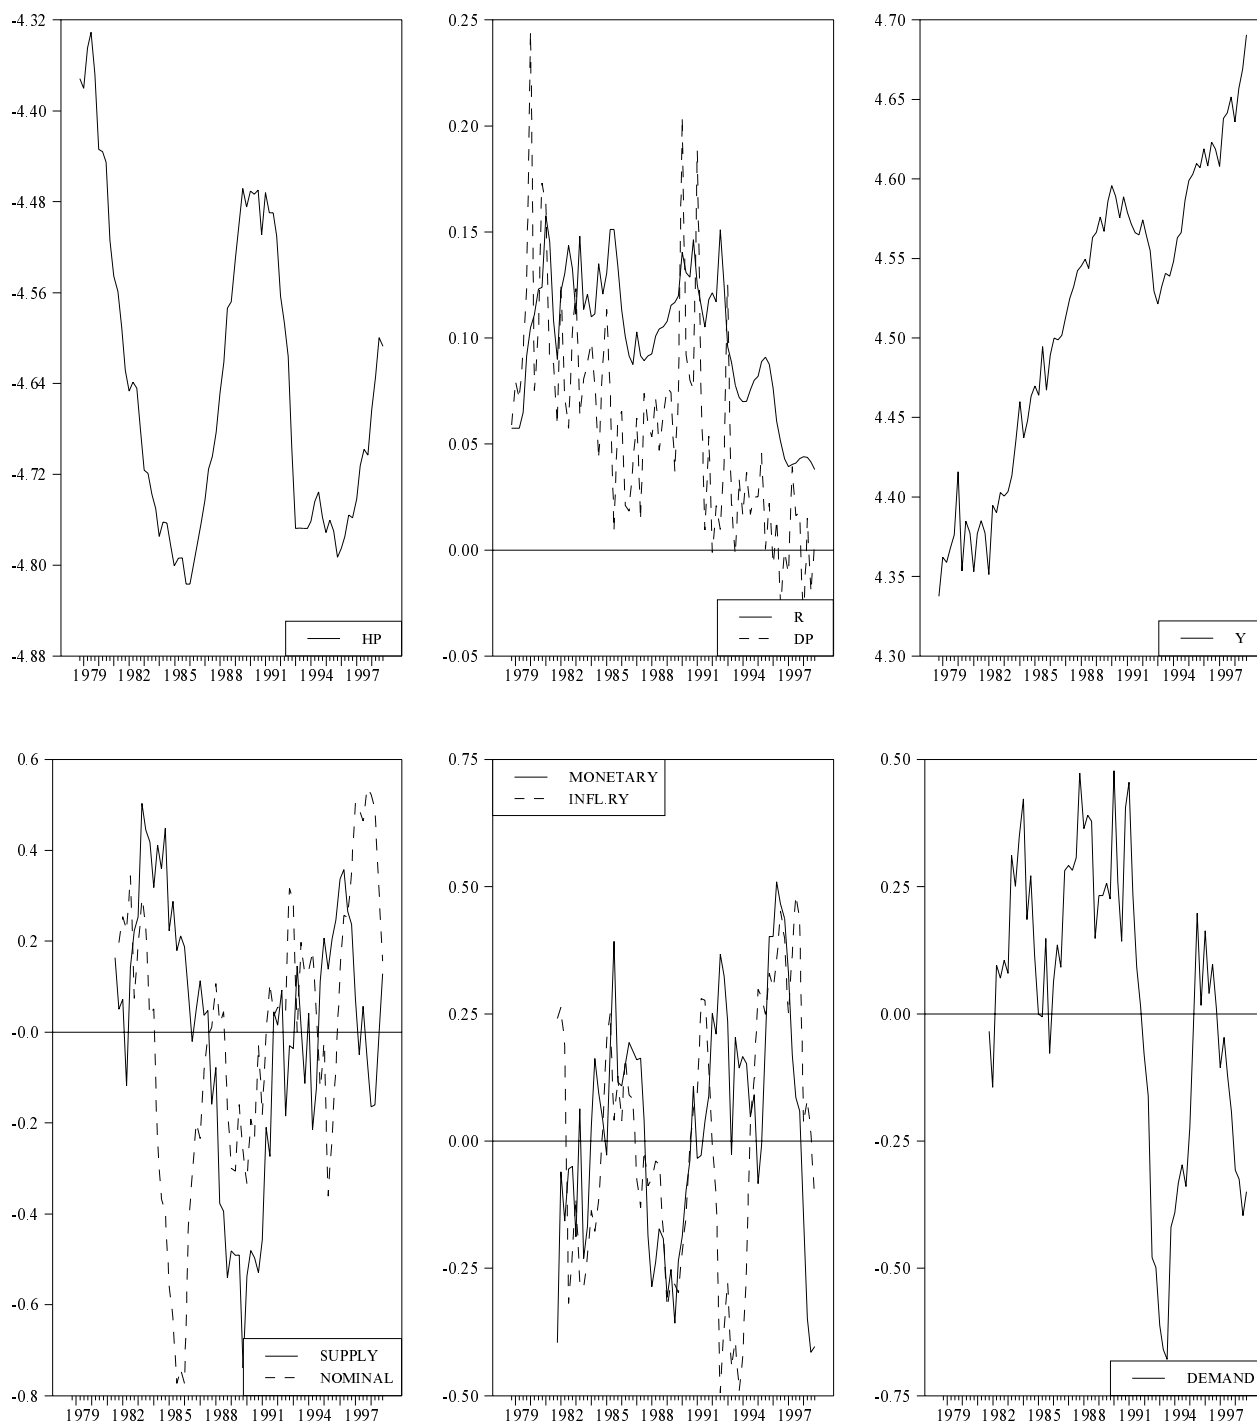 -4.32
-4.40
-4.48
-4.56
-4.64
-4.72
-4.80
-4.88
HP
1979 1982 1985 1988 1991 1994 1997
0.25
0.20
0.15
0.10
0.05
0.00
-0.05
R
DP
1979 1982 1985 1988 1991 1994 1997
4.70
4.65
4.60
4.55
4.50
4.45
4.40
4.35
4.30
Y
1979 1982 1985 1988 1991 1994 1997
0.6
0.4
0.2
-0.0
-0.2
-0.4
-0.6
-0.8
SUPPLY
NOMINAL
1979 1982 1985 1988 1991 1994 1997
0.75
0.50
0.25
0.00
-0.25
-0.50
MONETARY
INFL.RY
1979 1982 1985 1988 1991 1994 1997
0.50
0.25
0.00
-0.25
-0.50
-0.75
DEMAND
1979 1982 1985 1988 1991 1994 1997